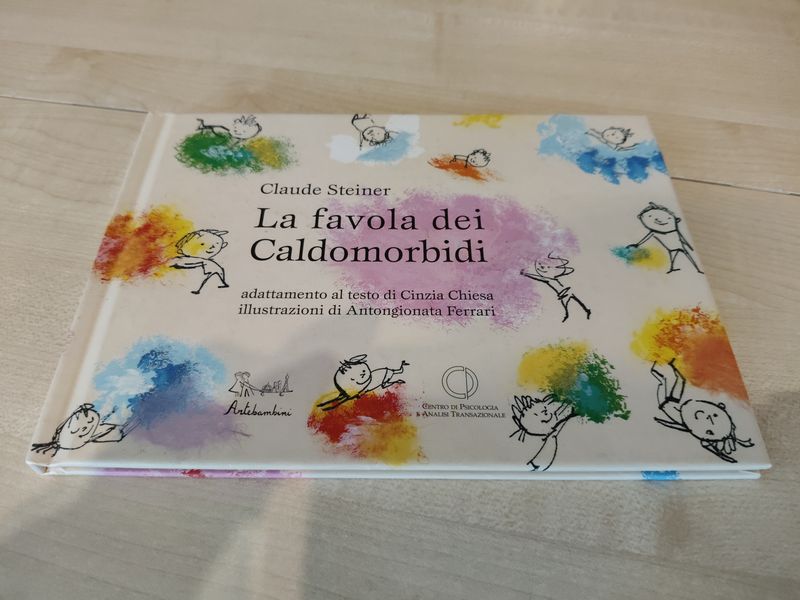 Claude Steiner
La favola dei
Caldomorbidi
adattamento al testo di Cinzia Chiesa
illustrazioni di Antongionata Ferrari
Artebambini
CENTRO DI PSICOLOGIA
E ANALISI TRANSAZIONALE